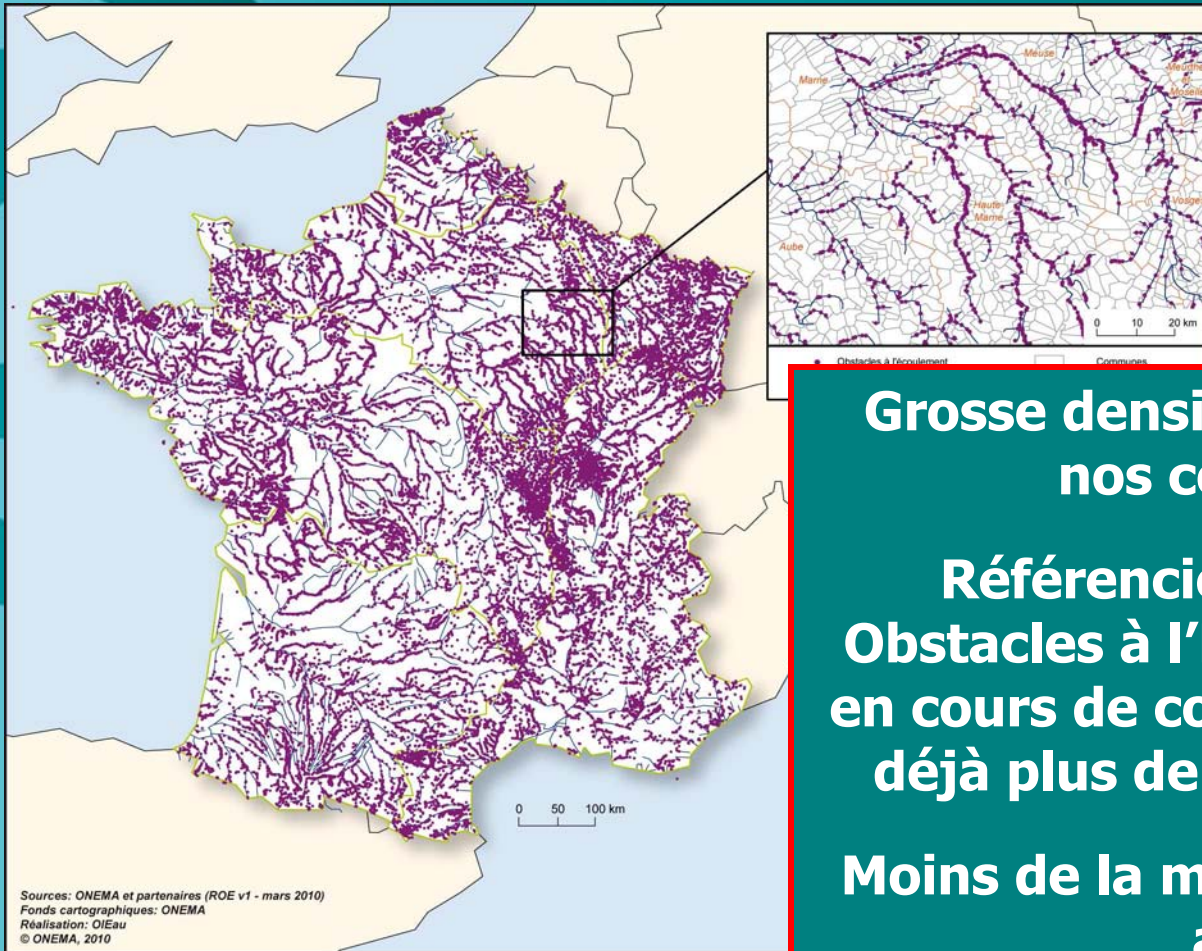 Marne
Meuse
Haute
Marne
Aube
0 10 20 km
Obstacles à l'écoulement
Communes
Grosse densi
nos co
Référencie
Obstacles à l'
en cours de co
déjà plus de
Moins de la m
0 50 100 km
Sources: ONEMA et partenaires (ROE v1 - mars 2010)
Fonds cartographiques: ONEMA
Réalisation: OIEau
© ONEMA, 2010